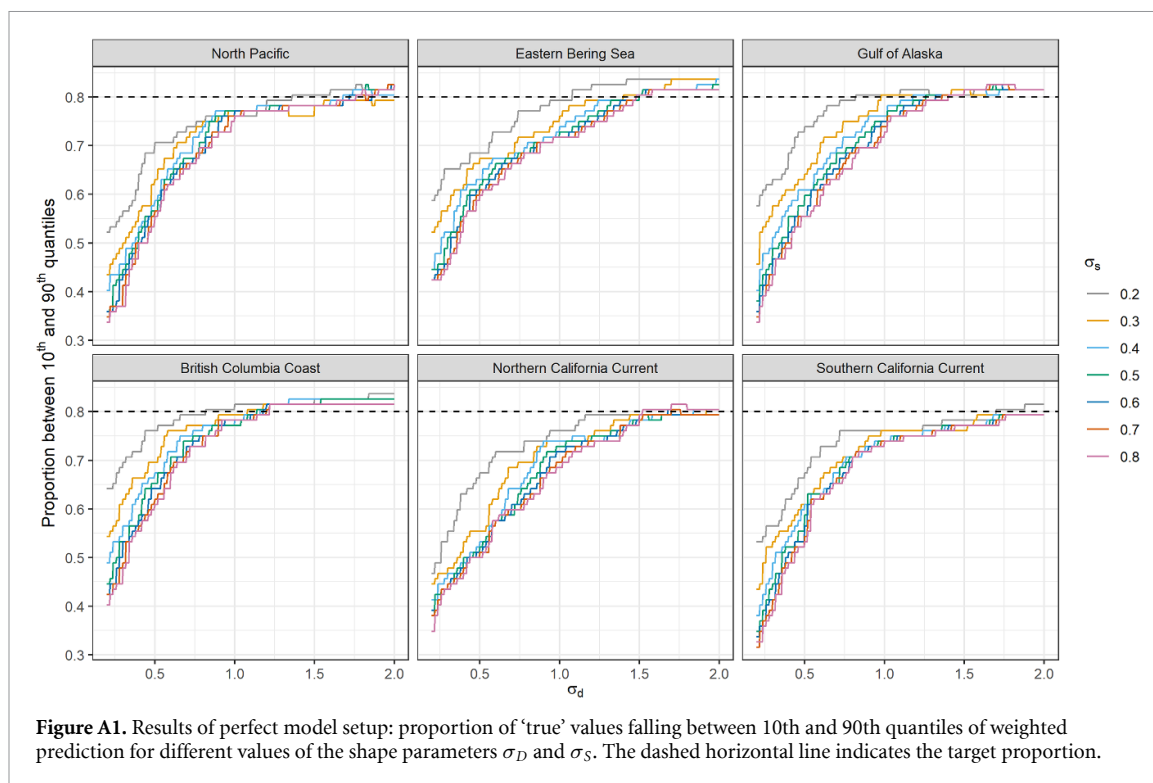 North Pacific
Eastern Bering Sea
Gulf of Alaska
0.8
0.7
0.6
0.5
0.4
0.3
British Columbia Coast
Northern California Current
Southern California Current
0.8
0.7
0.6
0.5
0.4
0.3
Proportion between 10th and 90th quantiles
0.5 1.0 1.5 2.0
0.5 1.0 1.5 2.0
0.5 1.0 1.5 2.0
σd
σs
0.2
0.3
0.4
0.5
0.6
0.7
0.8
Figure A1. Results of perfect model setup: proportion of ‘true’ values falling between 10th and 90th quantiles of weighted
prediction for different values of the shape parameters σD and σS. The dashed horizontal line indicates the target proportion.